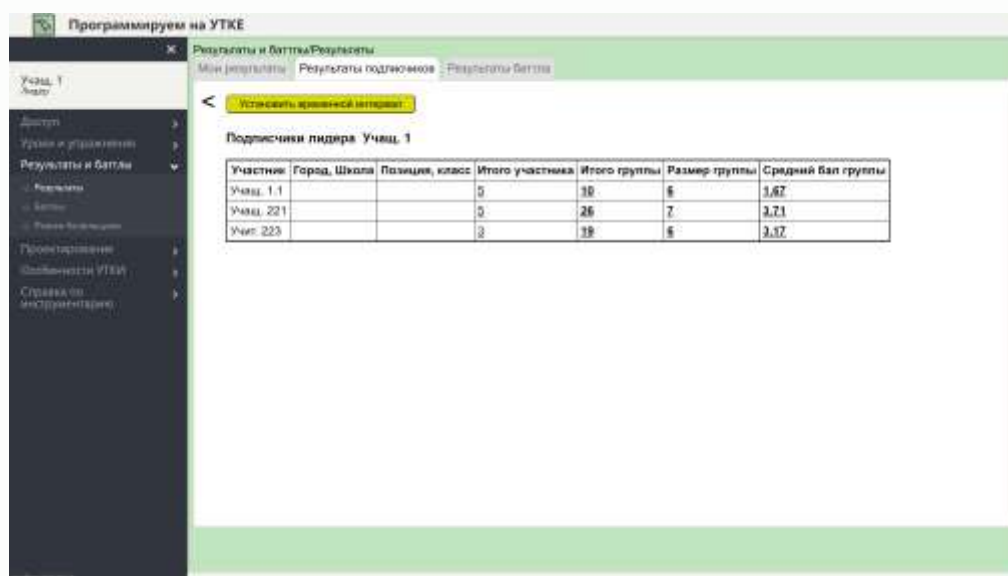 Программируем на УТКЕ
×
Результаты и баттлы/Результаты
Мои результаты Результаты подписчиков Результаты баттла
Учащ. 1
Лидер
< Установить временной интервал
Доступ
Уроки и упражнения
Результаты и баттлы
Результаты
Баттлы
Проектирование
Особенности УТКИ
Справка по
инструментарию
Подписчики лидера Учащ. 1
Участник Город, Школа Позиция, класс Итого участника Итого группы Размер группы Средний бал группы
Учащ. 1.1 5 10 6 1,67
Учащ. 221 5 26 7 3,71
Учит. 223 3 19 6 3,17